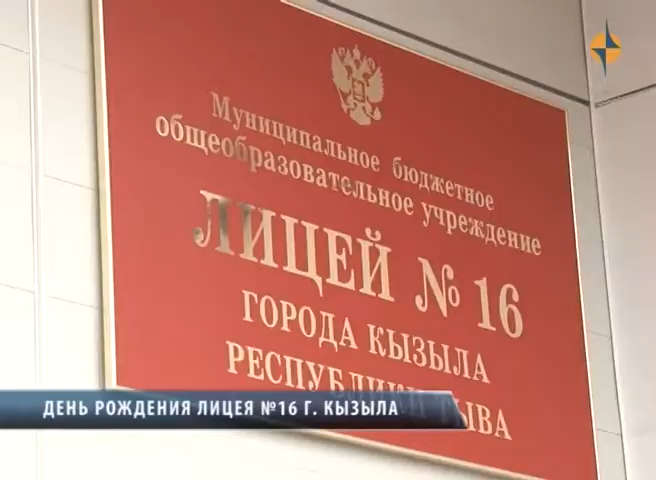 Муниципальное бюджетное
общеобразовательное учреждение
ЛИЦЕЙ № 16
ГОРОДА КЫЗЫЛА
РЕСПУБЛИКИ ТЫВА
ДЕНЬ РОЖДЕНИЯ ЛИЦЕЯ №16 Г. КЫЗЫЛА